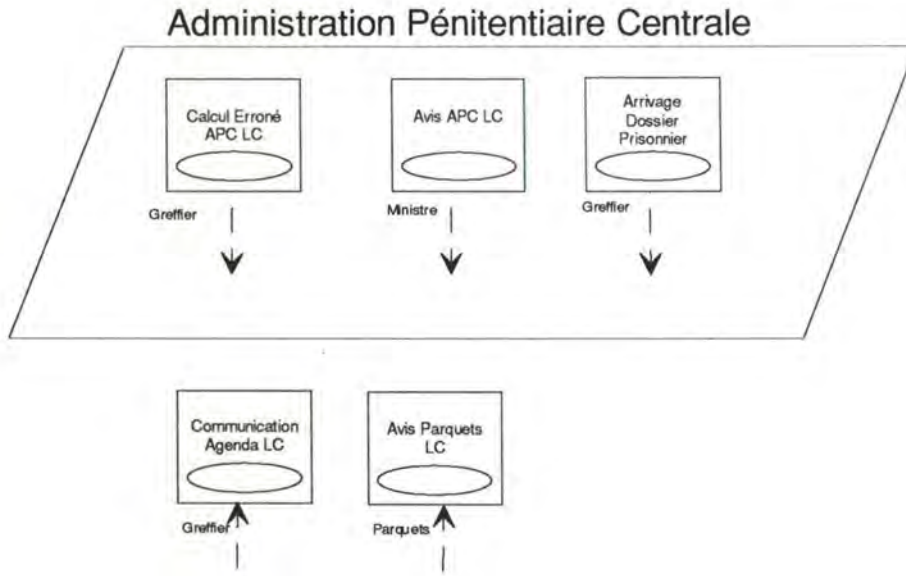 Administration Pénitentiaire Centrale
Calcul Erroné
APC LC
Avis APC LC
Arrivage
Dossier
Prisonnier
Greffier
Ministre
Greffier
Communication
Agenda LC
Avis Parquets
LC
Greffier
Parquets